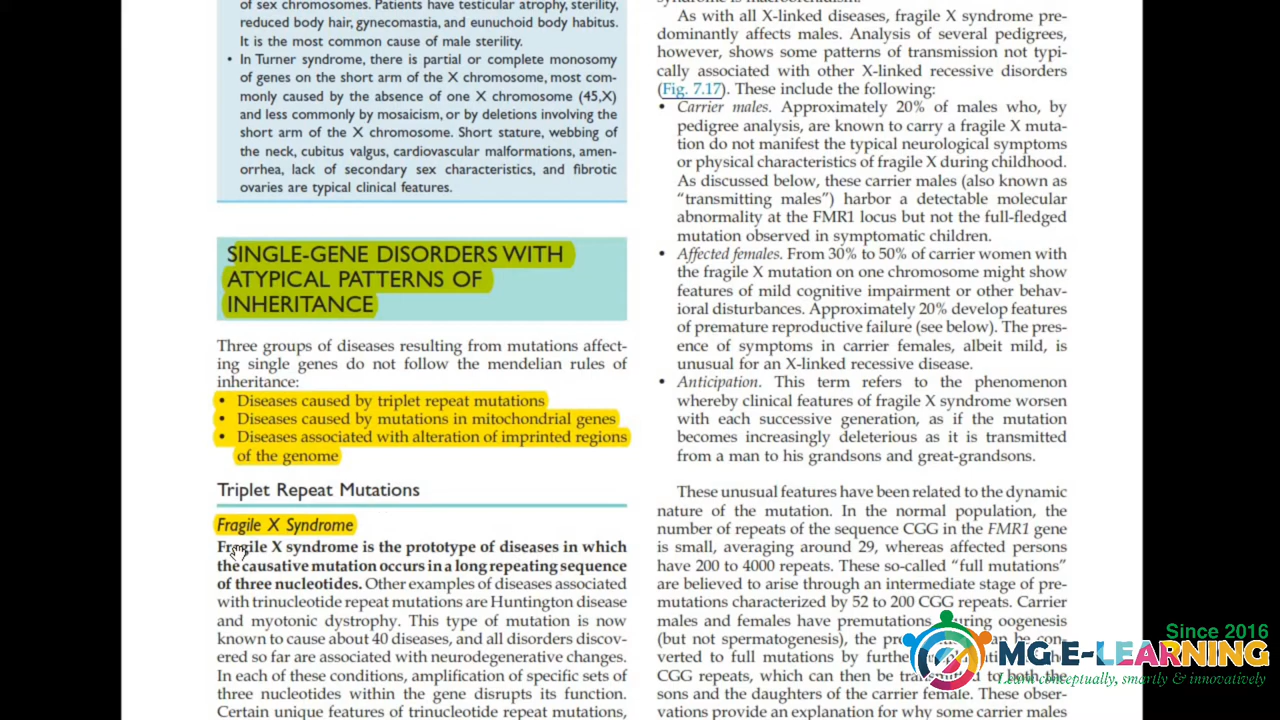 of sex chromosomes. Patients have testicular atrophy, sterility,
reduced body hair, gynecomastia, and eunuchoid body habitus.
It is the most common cause of male sterility.
• In Turner syndrome, there is partial or complete monosomy
of genes on the short arm of the X chromosome, most com-
monly caused by the absence of one X chromosome (45,X)
and less commonly by mosaicism, or by deletions involving the
short arm of the X chromosome. Short stature, webbing of
the neck, cubitus valgus, cardiovascular malformations, amen-
orrhea, lack of secondary sex characteristics, and fibrotic
ovaries are typical clinical features.
SINGLE-GENE DISORDERS WITH
ATYPICAL PATTERNS OF
INHERITANCE
Three groups of diseases resulting from mutations affect-
ing single genes do not follow the mendelian rules of
inheritance:
• Diseases caused by triplet repeat mutations
• Diseases caused by mutations in mitochondrial genes
• Diseases associated with alteration of imprinted regions
of the genome
Triplet Repeat Mutations
Fragile X Syndrome
Fragile X syndrome is the prototype of diseases in which
the causative mutation occurs in a long repeating sequence
of three nucleotides. Other examples of diseases associated
with trinucleotide repeat mutations are Huntington disease
and myotonic dystrophy. This type of mutation is now
known to cause about 40 diseases, and all disorders discov-
ered so far are associated with neurodegenerative changes.
In each of these conditions, amplification of specific sets of
three nucleotides within the gene disrupts its function.
Certain unique features of trinucleotide repeat mutations,
As with all X-linked diseases, fragile X syndrome pre-
dominantly affects males. Analysis of several pedigrees,
however, shows some patterns of transmission not typi-
cally associated with other X-linked recessive disorders
(Fig. 7.17). These include the following:
• Carrier males. Approximately 20% of males who, by
pedigree analysis, are known to carry a fragile X muta-
tion do not manifest the typical neurological symptoms
or physical characteristics of fragile X during childhood.
As discussed below, these carrier males (also known as
“transmitting males”) harbor a detectable molecular
abnormality at the FMR1 locus but not the full-fledged
mutation observed in symptomatic children.
• Affected females. From 30% to 50% of carrier women with
the fragile X mutation on one chromosome might show
features of mild cognitive impairment or other behav-
ioral disturbances. Approximately 20% develop features
of premature reproductive failure (see below). The pres-
ence of symptoms in carrier females, albeit mild, is
unusual for an X-linked recessive disease.
• Anticipation. This term refers to the phenomenon
whereby clinical features of fragile X syndrome worsen
with each successive generation, as if the mutation
becomes increasingly deleterious as it is transmitted
from a man to his grandsons and great-grandsons.
These unusual features have been related to the dynamic
nature of the mutation. In the normal population, the
number of repeats of the sequence CGG in the FMR1 gene
is small, averaging around 29, whereas affected persons
have 200 to 4000 repeats. These so-called “full mutations”
are believed to arise through an intermediate stage of pre-
mutations characterized by 52 to 200 CGG repeats. Carrier
males and females have premutations. During oogenesis
(but not spermatogenesis), the can be con-
verted to full mutations by further of the
CGG repeats, which can then be to both the
sons and the daughters of the carrier female. These obser-
vations provide an explanation for why some carrier males
Since 2016
MG E-LEARNING
Learn conceptually, smartly & innovatively